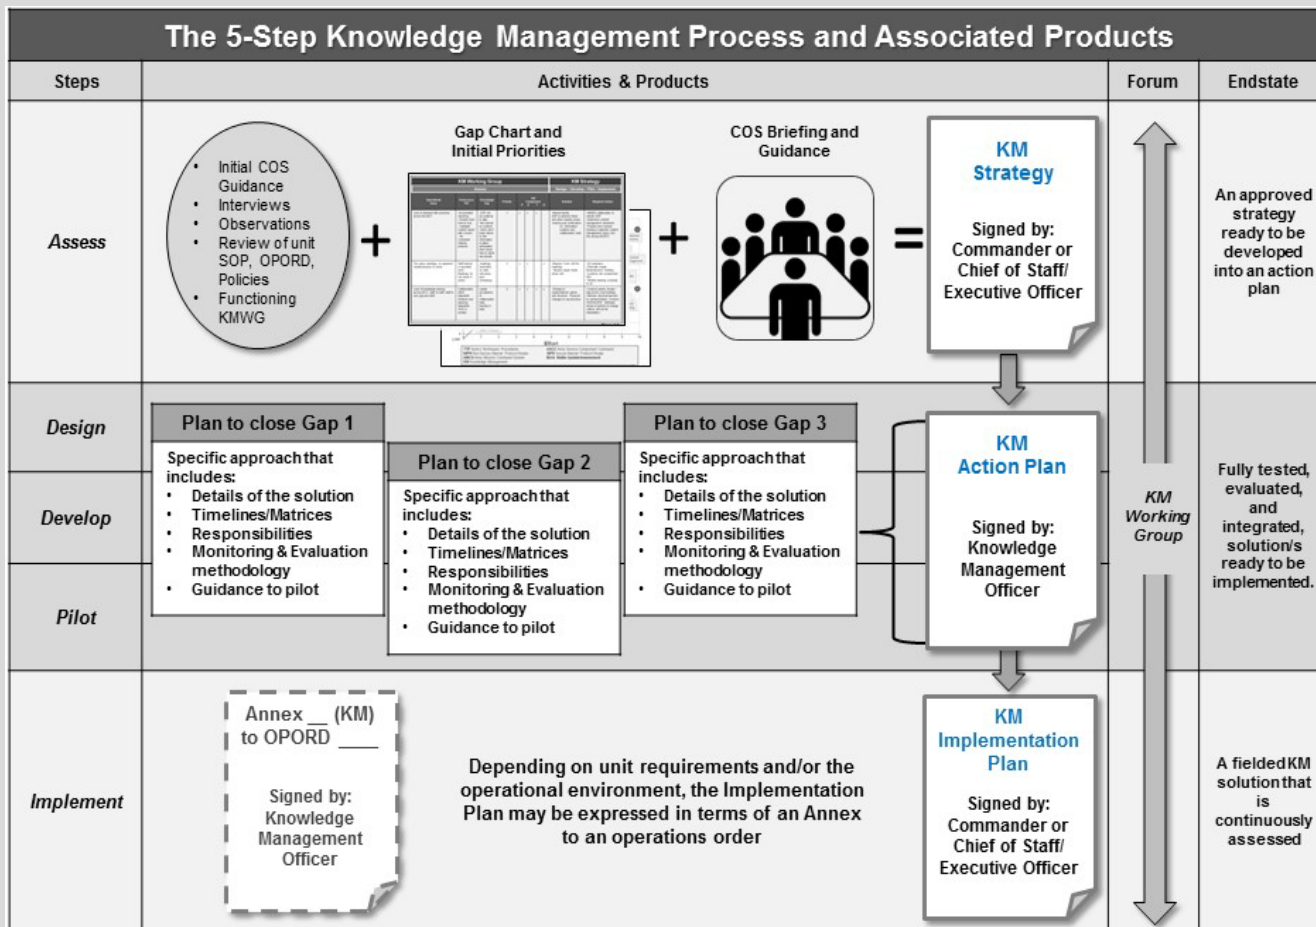 The 5-Step Knowledge Management Process and Associated Products
Steps
Activities & Products
Forum
Endstate
Assess
• Initial COS
Guidance
• Interviews
• Observations
• Review of unit
SOP, OPORD,
Policies
• Functioning
KMWG
+
Gap Chart and
Initial Priorities
KM Working Group
KM Strategy
+
COS Briefing and
Guidance
=
KM
Strategy
Signed by:
Commander or
Chief of Staff/
Executive Officer
An approved
strategy
ready to be
developed
into an action
plan
Design
Develop
Pilot
Plan to close Gap 1
Specific approach that
includes:
• Details of the solution
• Timelines/Matrices
• Responsibilities
• Monitoring & Evaluation
methodology
• Guidance to pilot
Plan to close Gap 2
Specific approach that
includes:
• Details of the solution
• Timelines/Matrices
• Responsibilities
• Monitoring & Evaluation
methodology
• Guidance to pilot
Plan to close Gap 3
Specific approach that
includes:
• Details of the solution
• Timelines/Matrices
• Responsibilities
• Monitoring & Evaluation
methodology
• Guidance to pilot
KM
Action Plan
Signed by:
Knowledge
Management
Officer
KM
Working
Group
Fully tested,
evaluated,
and
integrated,
solution/s
ready to be
implemented.
Implement
Annex __ (KM)
to OPORD ____
Signed by:
Knowledge
Management
Officer
Depending on unit requirements and/or the
operational environment, the Implementation
Plan may be expressed in terms of an Annex
to an operations order
KM
Implementation
Plan
Signed by:
Commander or
Chief of Staff/
Executive Officer
A fielded KM
solution that
is
continuously
assessed